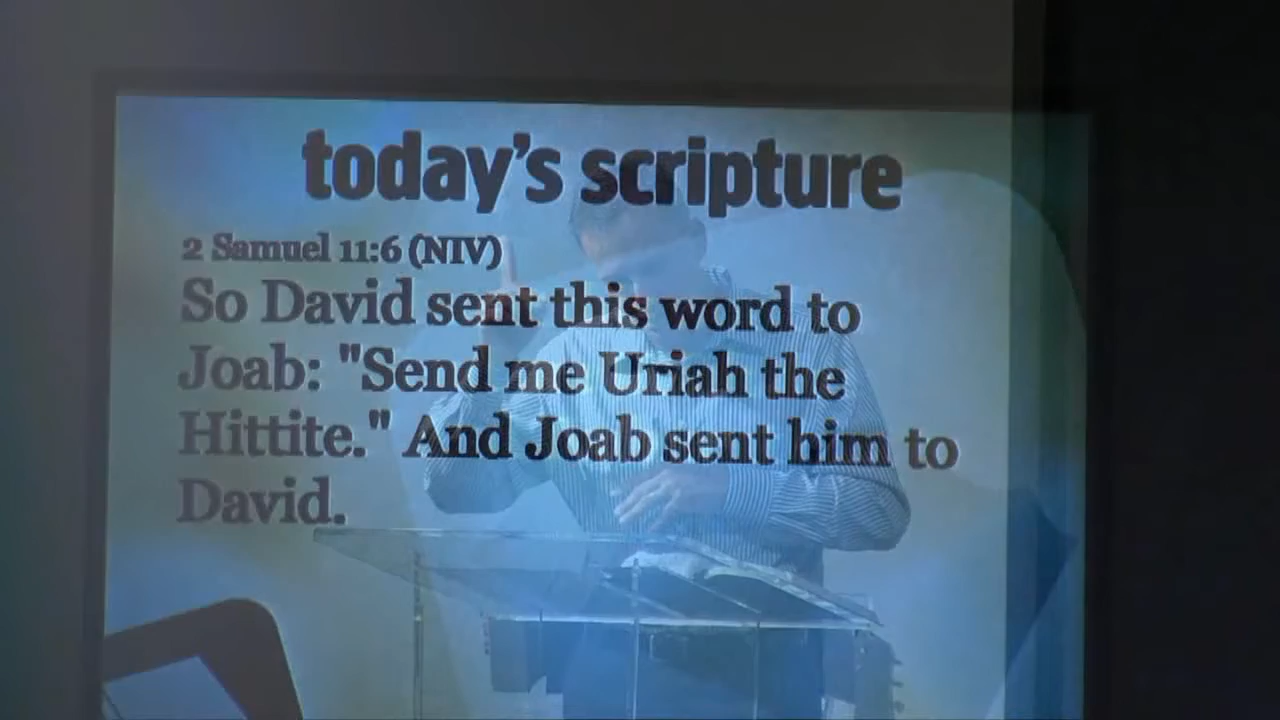 today's scripture
2 Samuel 11:6 (NIV)
So David sent this word to
Joab: "Send me Uriah the
Hittite." And Joab sent him to
David.